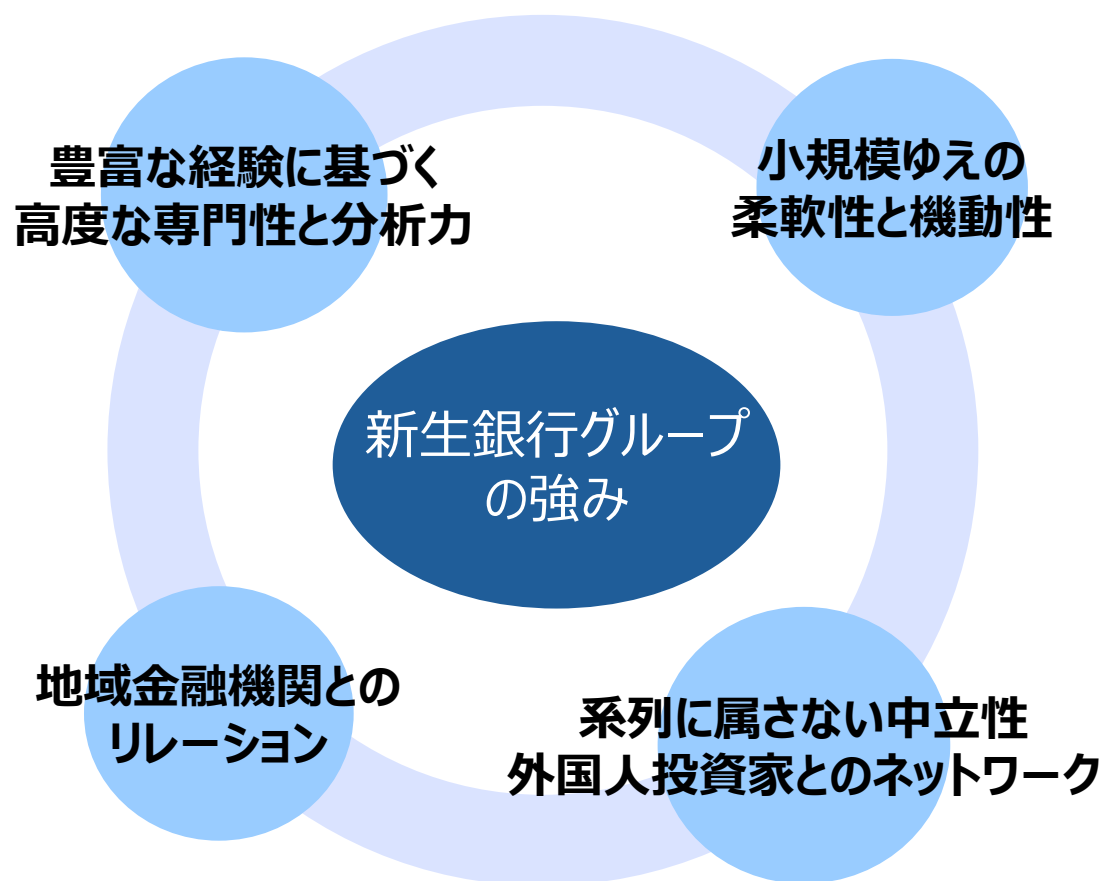 豊富な経験に基づく
高度な専門性と分析力
小規模ゆえの
柔軟性と機動性
新生銀行グループ
の強み
地域金融機関との
リレーション
系列に属さない中立性
外国人投資家とのネットワーク